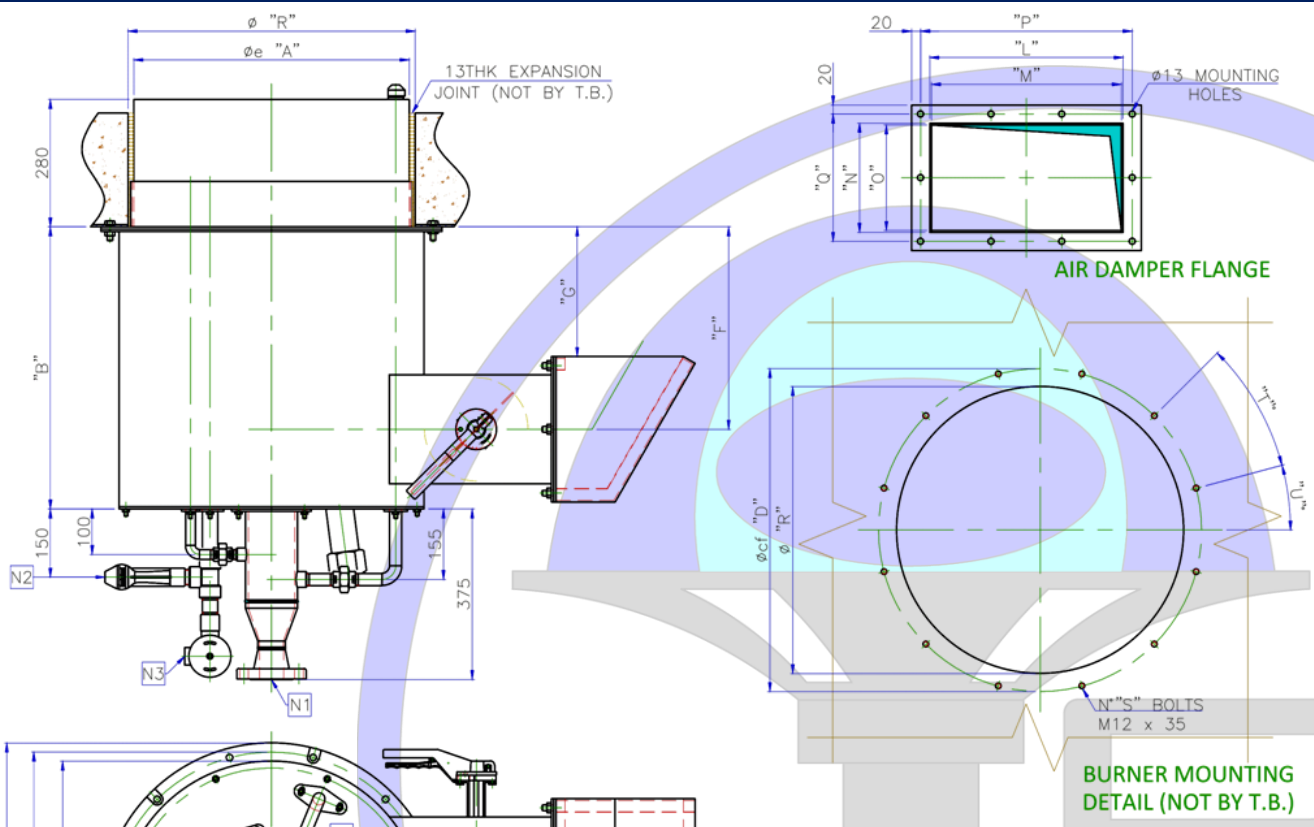 ø "R"
øe "A"
13THK EXPANSION
JOINT (NOT BY T.B.)
280
"B"
"G"
"F"
150
100
155
375
N2
N3
N1
20
"P"
"L"
"M"
20
ø13 MOUNTING
HOLES
"Q"
"N"
"O"
AIR DAMPER FLANGE
"T"
"U"
øcf "D"
ø "R"
N°"S" BOLTS
M12 x 35
BURNER MOUNTING
DETAIL (NOT BY T.B.)